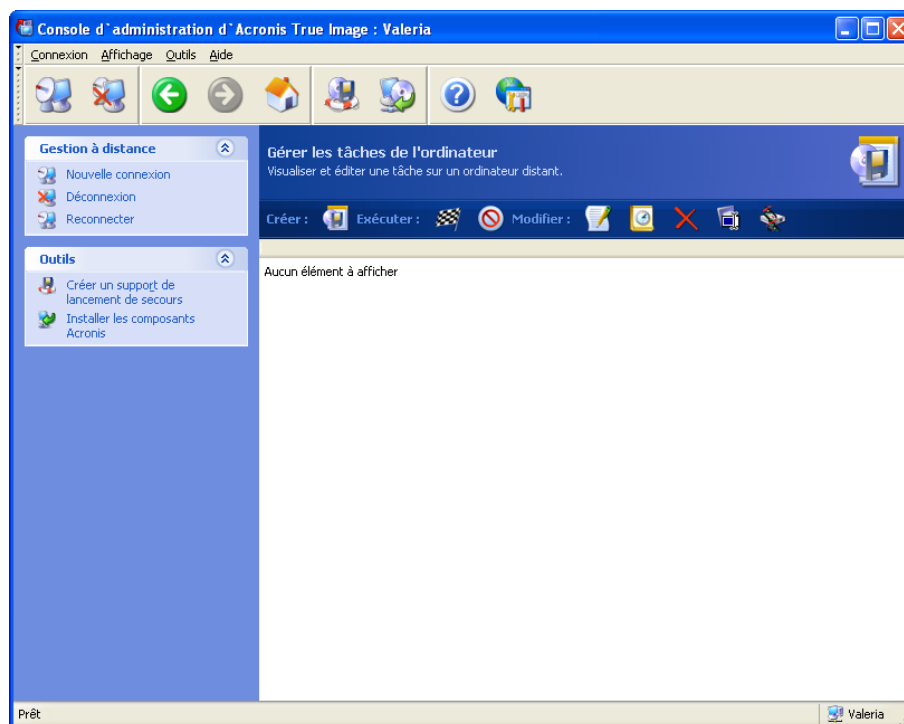 Console d`administration d`Acronis True Image : Valeria
Connexion Affichage Outils Aide
Gestion à distance
Nouvelle connexion
Déconnexion
Reconnecter
Outils
Créer un support de
lancement de secours
Installer les composants
Acronis
Gérer les tâches de l'ordinateur
Visualiser et éditer une tâche sur un ordinateur distant.
Créer : Exécuter : Modifier :
Aucun élément à afficher
Prêt
Valeria